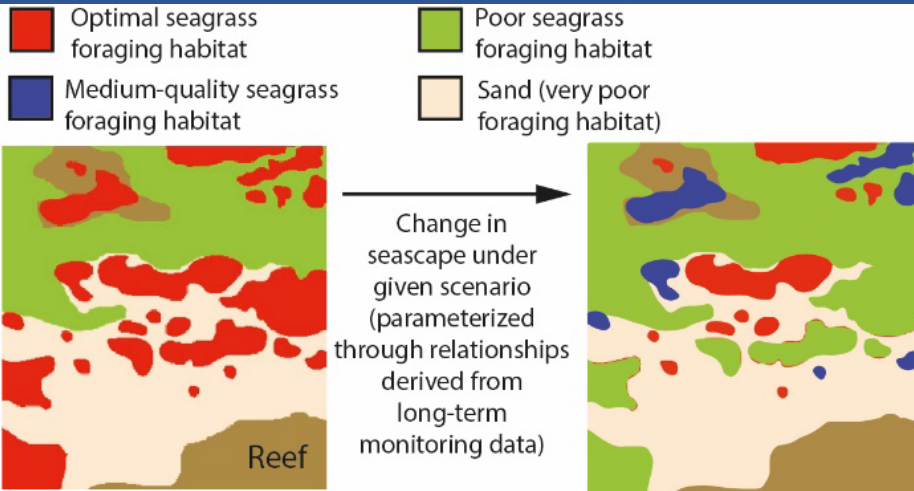 Optimal seagrass
foraging habitat
Medium-quality seagrass
foraging habitat
Poor seagrass
foraging habitat
Sand (very poor
foraging habitat)
Change in
seascape under
given scenario
(parameterized
through relationships
derived from
long-term
monitoring data)
Reef